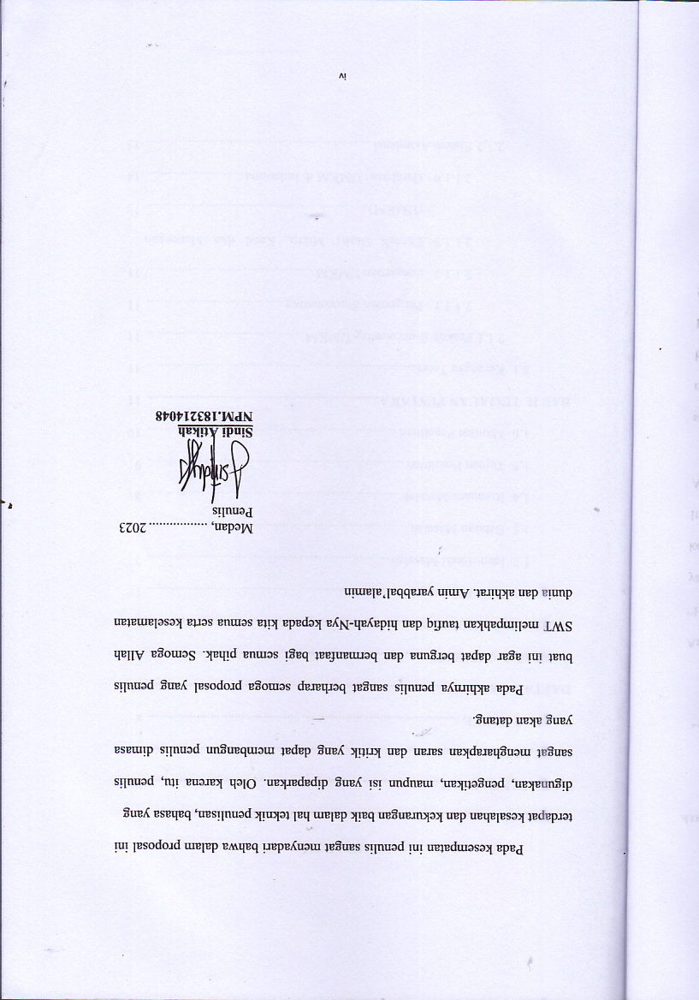 Pada kesempatan ini penulis sangat menyadari bahwa dalam proposal ini
terdapat kesalahan dan kekurangan baik dalam hal teknik penulisan, bahasa yang
digunakan, pengetikan, maupun isi yang dipaparkan. Oleh karena itu, penulis
sangat mengharapkan saran dan kritik yang dapat membangun penulis dimasa
yang akan datang.
Pada akhirnya penulis sangat berharap semoga proposal yang penulis
buat ini agar dapat berguna dan bermanfaat bagi semua pihak. Semoga Allah
SWT melimpahkan taufiq dan hidayah-Nya kepada kita semua serta keselamatan
dunia dan akhirat. Amin yarabbal'alamin
Medan, ................. 2023
Penulis
Sindi Atikah
NPM.183214048
iv